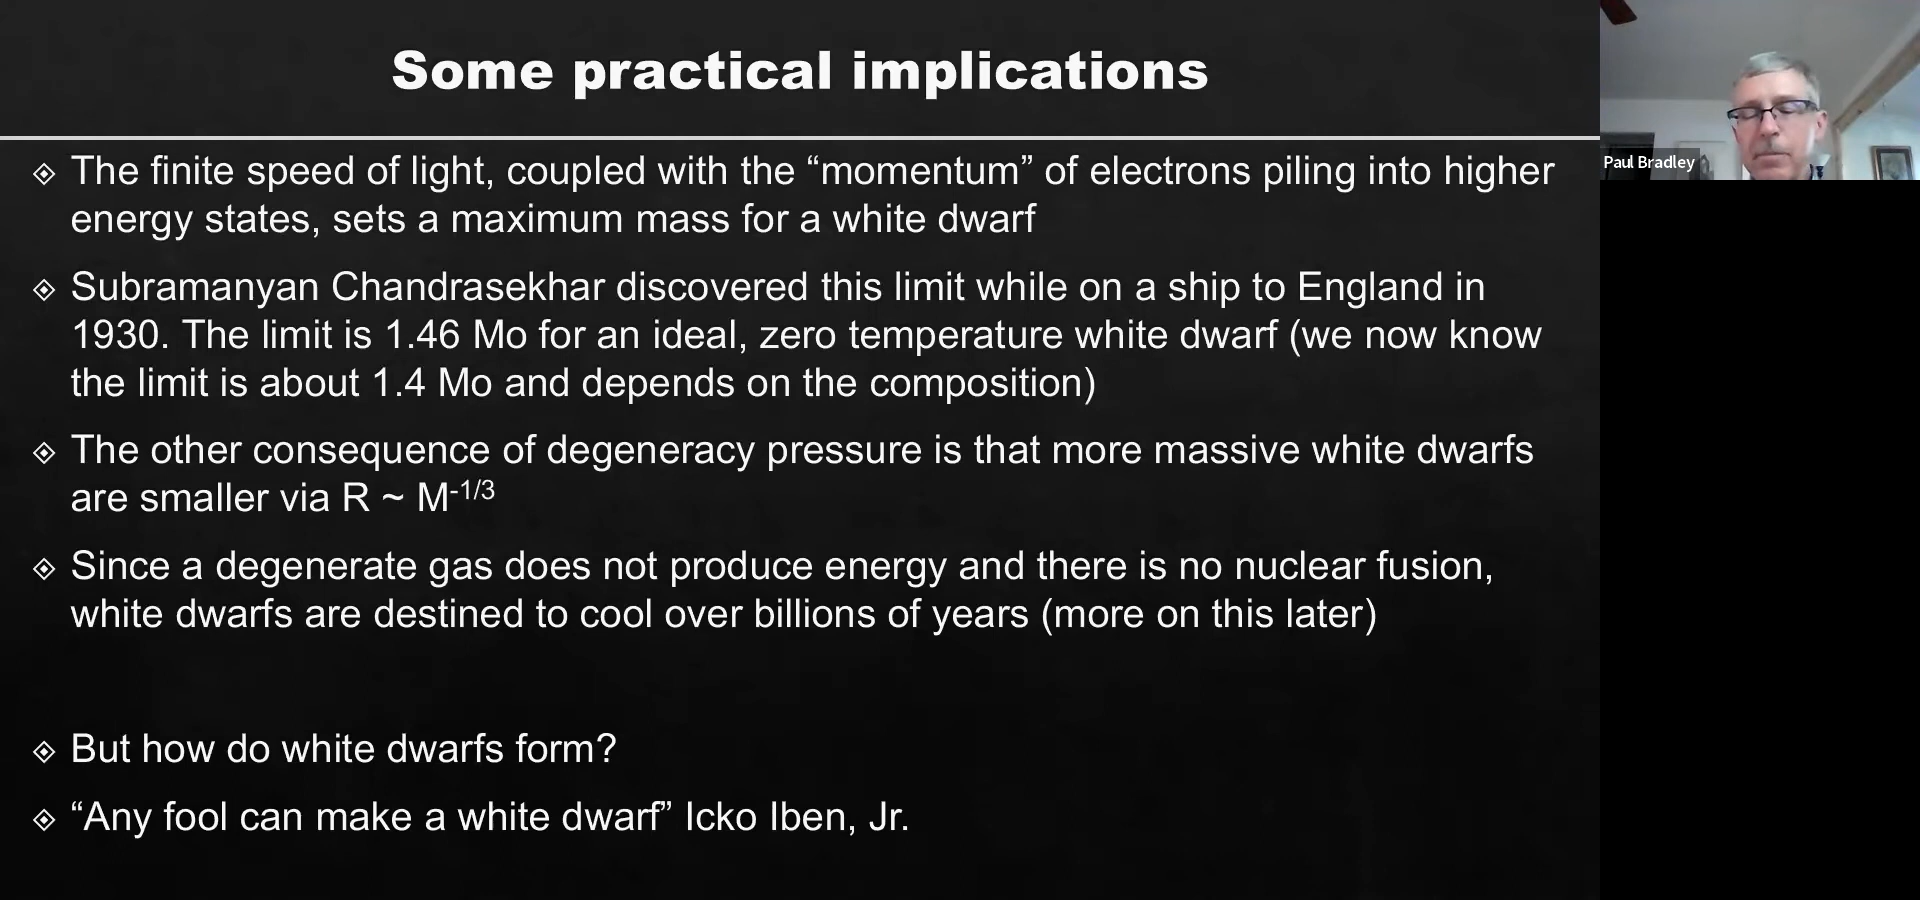 Some practical implications
The finite speed of light, coupled with the “momentum” of electrons piling into higher
energy states, sets a maximum mass for a white dwarf
Subramanyan Chandrasekhar discovered this limit while on a ship to England in
1930. The limit is 1.46 Mo for an ideal, zero temperature white dwarf (we now know
the limit is about 1.4 Mo and depends on the composition)
The other consequence of degeneracy pressure is that more massive white dwarfs
are smaller via R ~ M-1/3
Since a degenerate gas does not produce energy and there is no nuclear fusion,
white dwarfs are destined to cool over billions of years (more on this later)
But how do white dwarfs form?
“Any fool can make a white dwarf” Icko Iben, Jr.
Paul Bradley